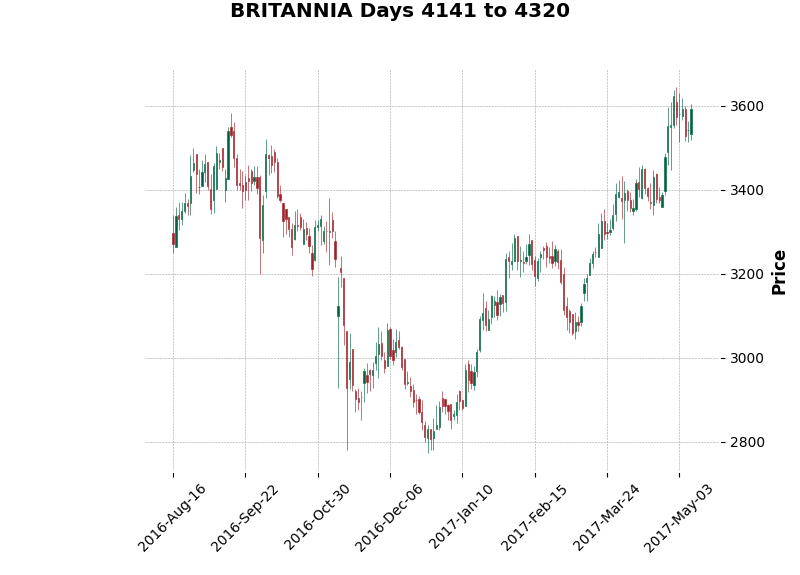 BRITANNIA Days 4141 to 4320
3600
3400
3200
3000
2800
Price
2016-Aug-16
2016-Sep-22
2016-Oct-30
2016-Dec-06
2017-Jan-10
2017-Feb-15
2017-Mar-24
2017-May-03